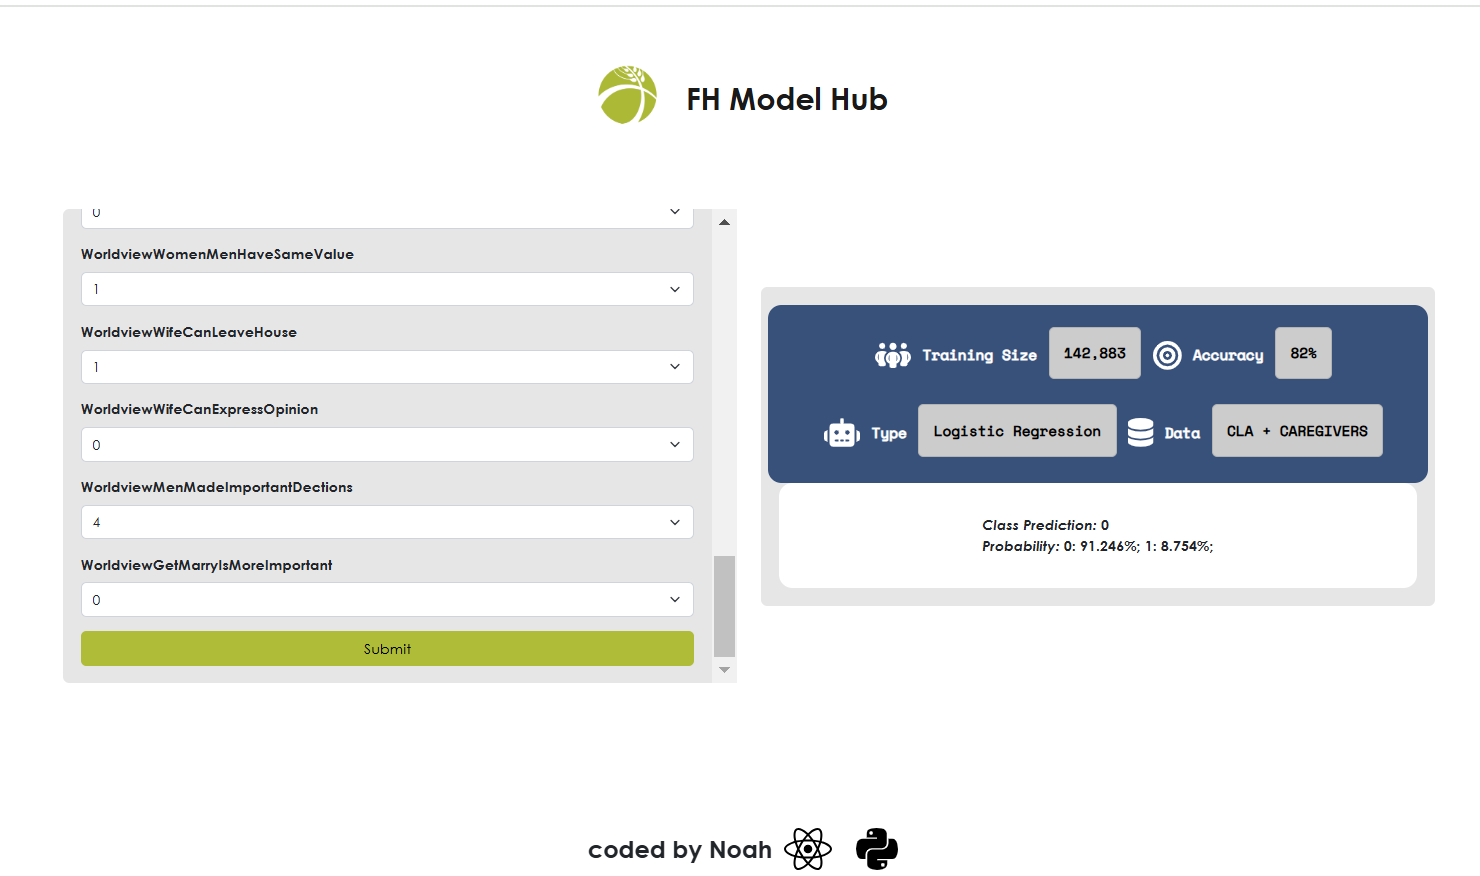 FH Model Hub
0
WorldviewWomenMenHaveSameValue
1
WorldviewWifeCanLeaveHouse
1
WorldviewWifeCanExpressOpinion
0
WorldviewMenMadeImportantDections
4
WorldviewGetMarryIsMoreImportant
0
Submit
Training Size 142,883 Accuracy 82%
Type Logistic Regression Data CLA + CAREGIVERS
Class Prediction: 0
Probability: 0: 91.246%; 1: 8.754%;
coded by Noah